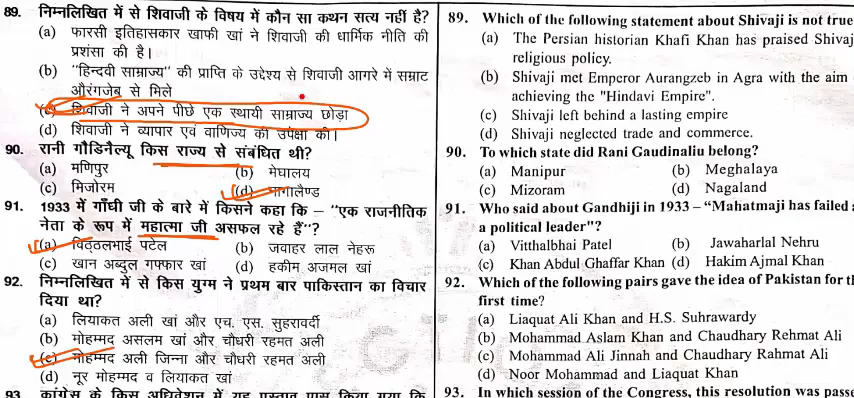 89. निम्नलिखित में से शिवाजी के विषय में कौन सा कथन सत्य नहीं है?
(a) फारसी इतिहासकार खाफी खां ने शिवाजी की धार्मिक नीति की
प्रशंसा की है।
(b) "हिन्दवी साम्राज्य" की प्राप्ति के उद्देश्य से शिवाजी आगरे में सम्राट
औरंगजेब से मिले
(c) शिवाजी ने अपने पीछे एक स्थायी साम्राज्य छोड़ा
(d) शिवाजी ने व्यापार एवं वाणिज्य की उपेक्षा की।
90. रानी गौडिनैल्यू किस राज्य से संबंधित थी?
(a) मणिपुर (b) मेघालय
(c) मिजोरम (d) नागालैण्ड
91. 1933 में गाँधी जी के बारे में किसने कहा कि – "एक राजनीतिक
नेता के रूप में महात्मा जी असफल रहे हैं"?
(a) विठ्ठलभाई पटेल (b) जवाहर लाल नेहरू
(c) खान अब्दुल गफ्फार खां (d) हकीम अजमल खां
92. निम्नलिखित में से किस युग्म ने प्रथम बार पाकिस्तान का विचार
दिया था?
(a) लियाकत अली खां और एच. एस. सुहरावर्दी
(b) मोहम्मद असलम खां और चौधरी रहमत अली
(c) मोहम्मद अली जिन्ना और चौधरी रहमत अली
(d) नूर मोहम्मद व लियाकत खां
93. कांग्रेस के किस अधिवेशन में यह प्रस्ताव पास किया गया कि
89. Which of the following statement about Shivaji is not true
(a) The Persian historian Khafi Khan has praised Shivaj
religious policy.
(b) Shivaji met Emperor Aurangzeb in Agra with the aim
achieving the "Hindavi Empire".
(c) Shivaji left behind a lasting empire
(d) Shivaji neglected trade and commerce.
90. To which state did Rani Gaudinaliu belong?
(a) Manipur (b) Meghalaya
(c) Mizoram (d) Nagaland
91. Who said about Gandhiji in 1933 – "Mahatmaji has failed
a political leader"?
(a) Vitthalbhai Patel (b) Jawaharlal Nehru
(c) Khan Abdul Ghaffar Khan (d) Hakim Ajmal Khan
92. Which of the following pairs gave the idea of Pakistan for t
first time?
(a) Liaquat Ali Khan and H.S. Suhrawardy
(b) Mohammad Aslam Khan and Chaudhary Rehmat Ali
(c) Mohammad Ali Jinnah and Chaudhary Rahmat Ali
(d) Noor Mohammad and Liaquat Khan
93. In which session of the Congress, this resolution was passe